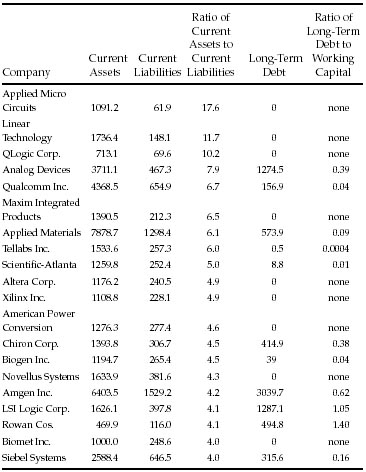 Ratio of Ratio of
Current Long-Term
Assets to Debt to
Current Current Current Long-Term Working
Company Assets Liabilities Liabilities Debt Capital
Applied Micro
Circuits 1091.2 61.9 17.6 0 none
Linear
Technology 1736.4 148.1 11.7 0 none
QLogic Corp. 713.1 69.6 10.2 0 none
Analog Devices 3711.1 467.3 7.9 1274.5 0.39
Qualcomm Inc. 4368.5 654.9 6.7 156.9 0.04
Maxim Integrated
Products 1390.5 212.3 6.5 0 none
Applied Materials 7878.7 1298.4 6.1 573.9 0.09
Tellabs Inc. 1533.6 257.3 6.0 0.5 0.0004
Scientific-Atlanta 1259.8 252.4 5.0 8.8 0.01
Altera Corp. 1176.2 240.5 4.9 0 none
Xilinx Inc. 1108.8 228.1 4.9 0 none
American Power
Conversion 1276.3 277.4 4.6 0 none
Chiron Corp. 1393.8 306.7 4.5 414.9 0.38
Biogen Inc. 1194.7 265.4 4.5 39 0.04
Novellus Systems 1633.9 381.6 4.3 0 none
Amgen Inc. 6403.5 1529.2 4.2 3039.7 0.62
LSI Logic Corp. 1626.1 397.8 4.1 1287.1 1.05
Rowan Cos. 469.9 116.0 4.1 494.8 1.40
Biomet Inc. 1000.0 248.6 4.0 0 none
Siebel Systems 2588.4 646.5 4.0 315.6 0.16